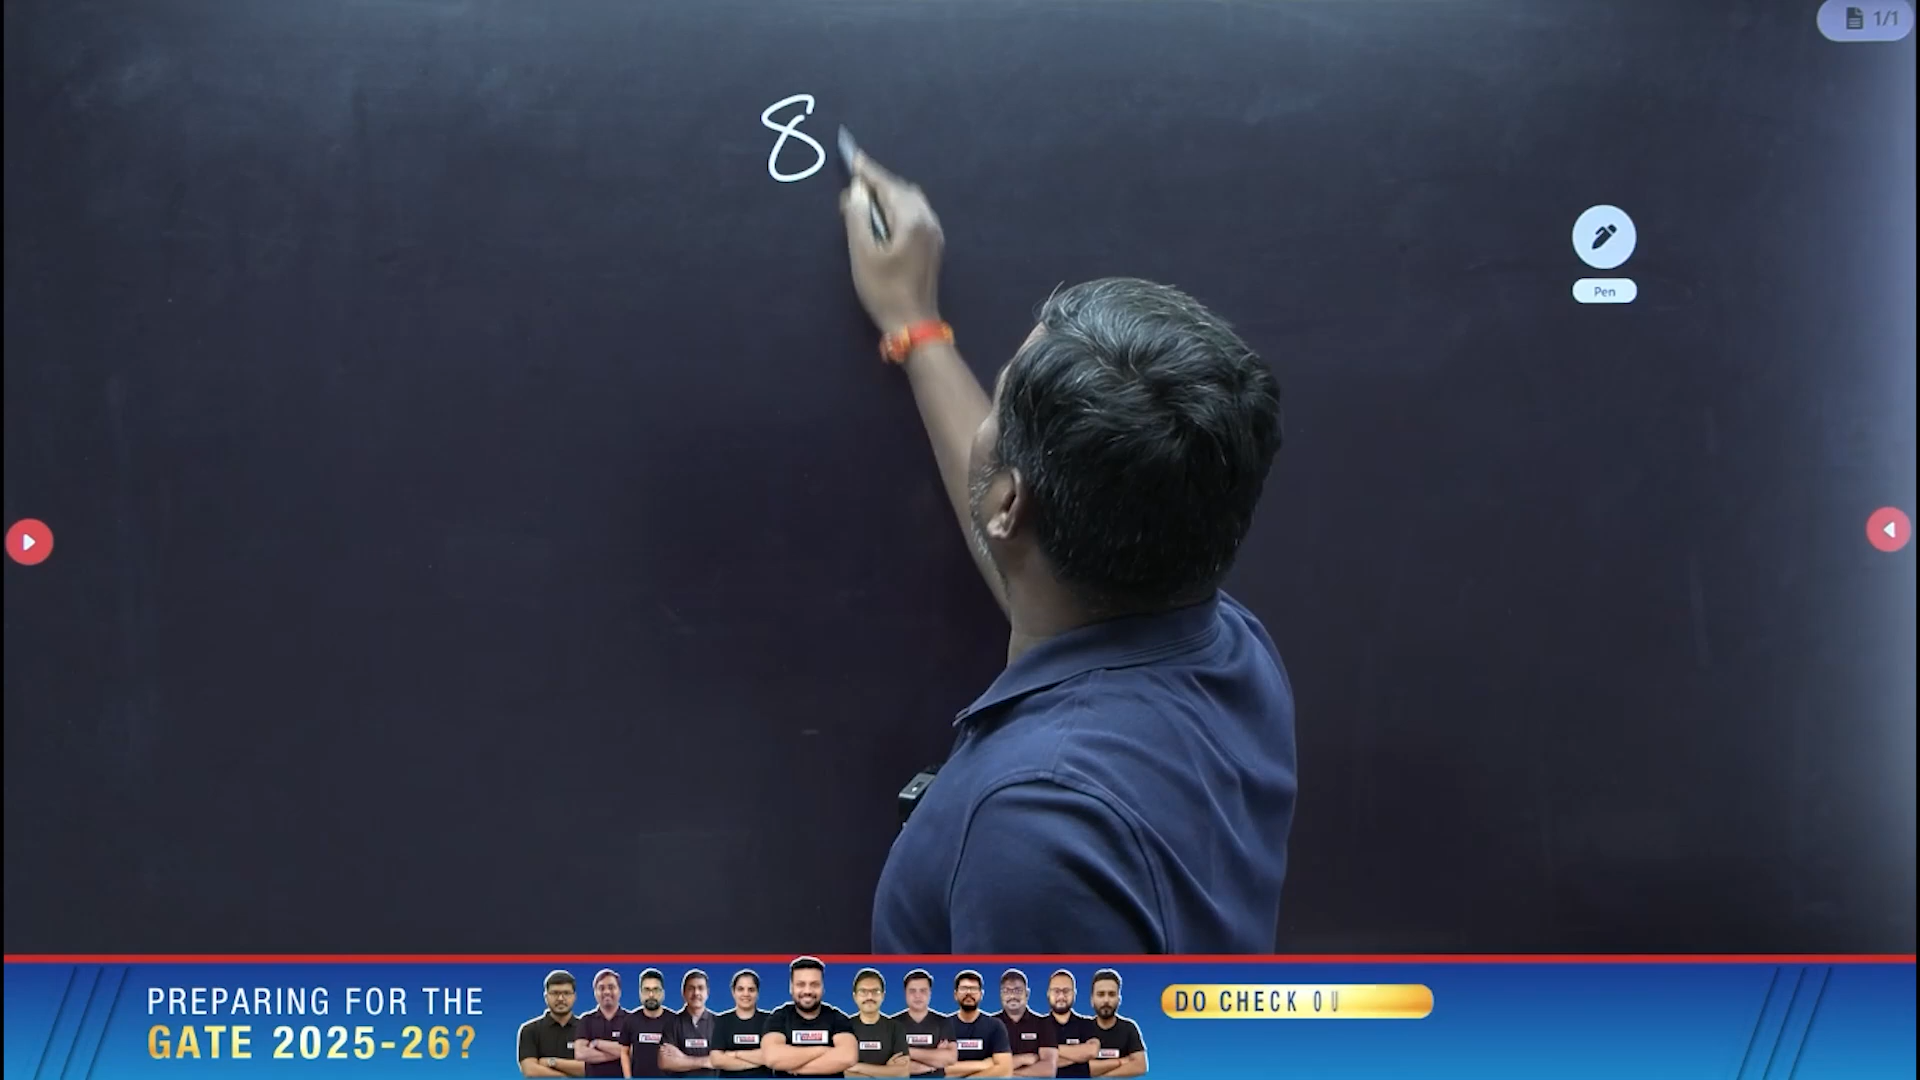 1/1
8
Pen
PREPARING FOR THE
GATE 2025-26?
DO CHECK OU